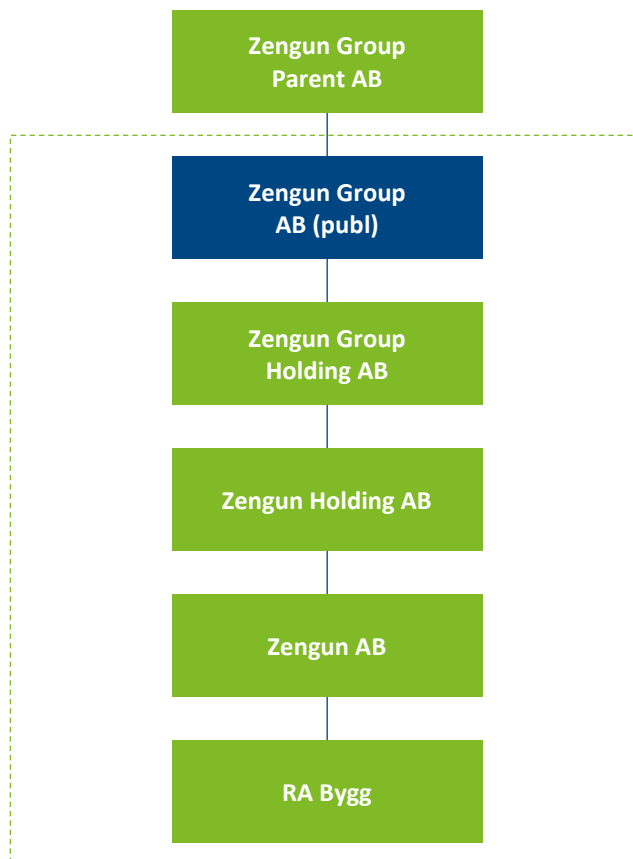 Zengun Group
Parent AB
Zengun Group
AB (publ)
Zengun Group
Holding AB
Zengun Holding AB
Zengun AB
RA Bygg